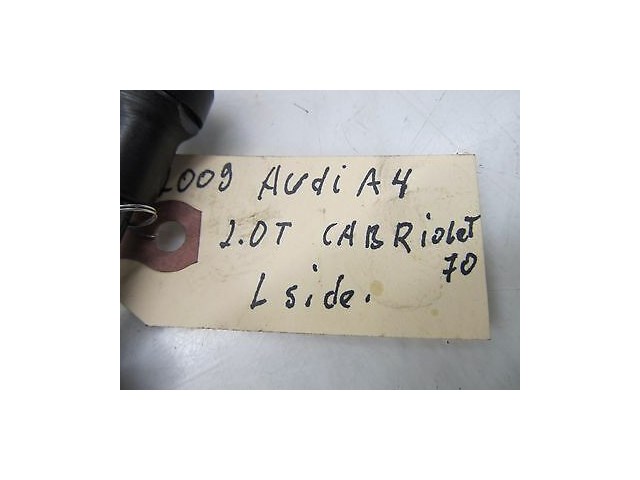 2009 Audi A4
2.0T CABRiolet
70
L side.